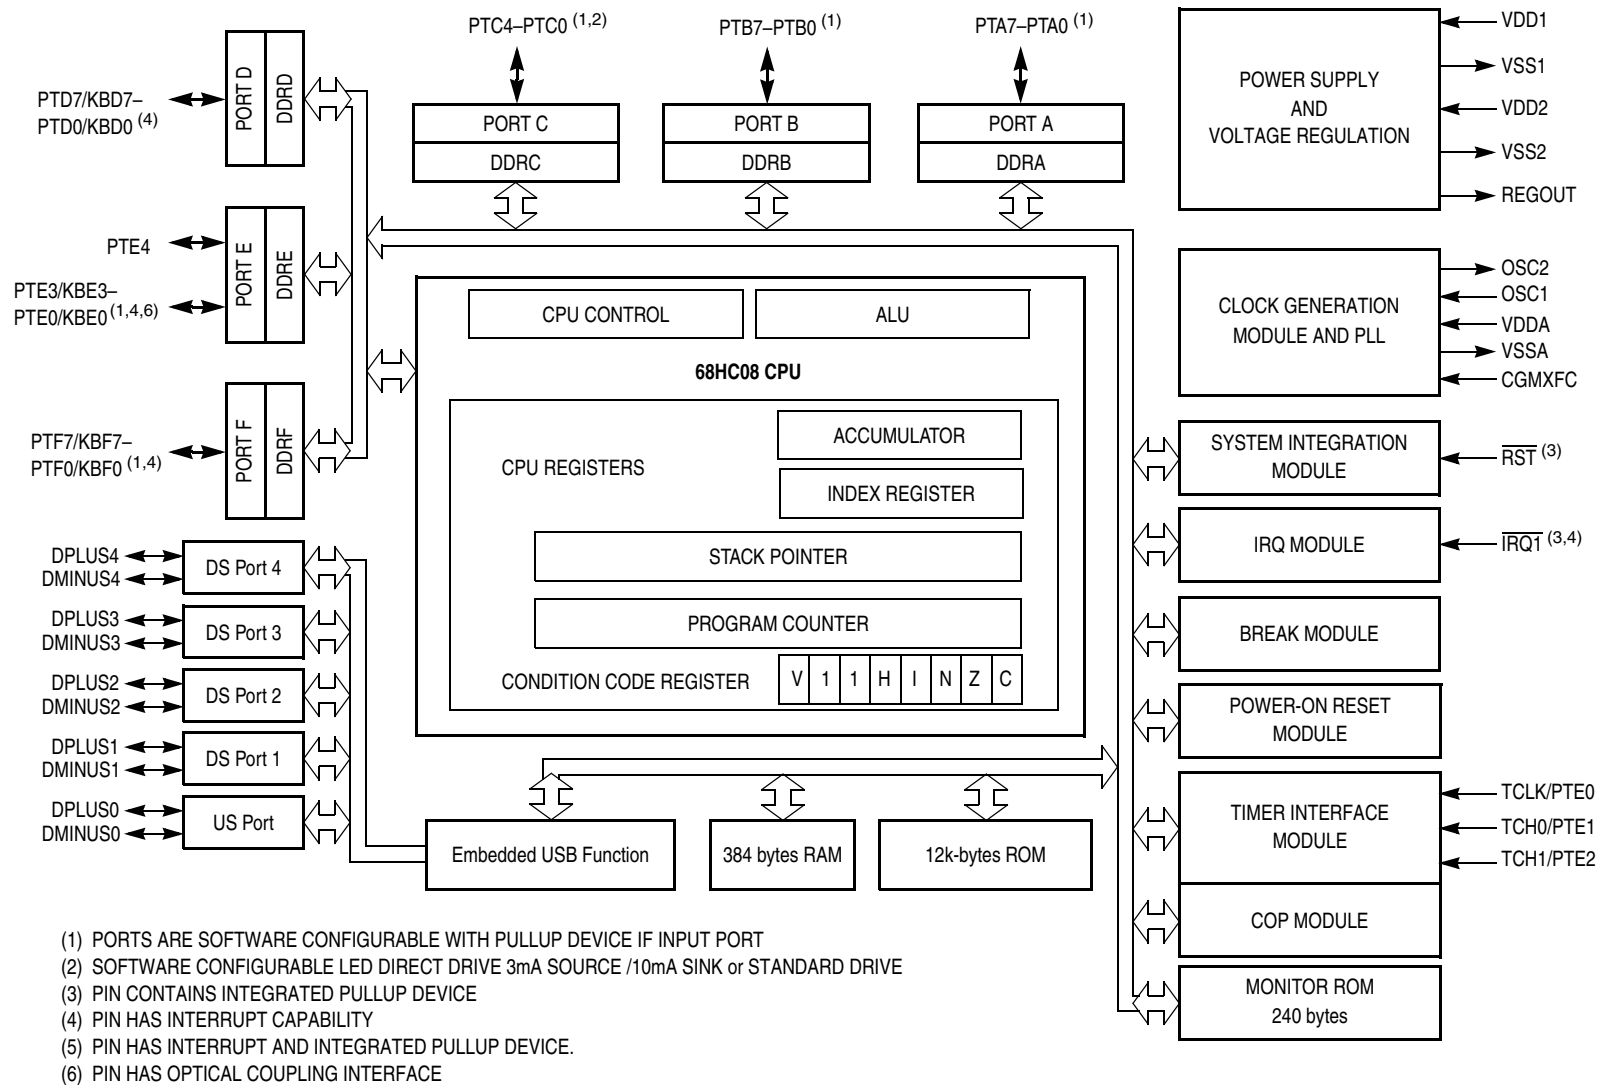 PTC4–PTC0 (1,2)
PTB7–PTB0 (1)
PTA7–PTA0 (1)
PORT C
DDRC
PORT B
DDRB
PORT A
DDRA
PTD7/KBD7–
PTD0/KBD0 (4)
PORT D
DDRD
PTE4
PTE3/KBE3–
PTE0/KBE0 (1,4,6)
PORT E
DDRE
PTF7/KBF7–
PTF0/KBF0 (1,4)
PORT F
DDRF
DPLUS4
DMINUS4
DS Port 4
DPLUS3
DMINUS3
DS Port 3
DPLUS2
DMINUS2
DS Port 2
DPLUS1
DMINUS1
DS Port 1
DPLUS0
DMINUS0
US Port
CPU CONTROL
ALU
68HC08 CPU
CPU REGISTERS
ACCUMULATOR
INDEX REGISTER
STACK POINTER
PROGRAM COUNTER
CONDITION CODE REGISTER
V 1 1 H I N Z C
Embedded USB Function
384 bytes RAM
12k-bytes ROM
POWER SUPPLY
AND
VOLTAGE REGULATION
VDD1
VSS1
VDD2
VSS2
REGOUT
CLOCK GENERATION
MODULE AND PLL
OSC2
OSC1
VDDA
VSSA
CGMXFC
SYSTEM INTEGRATION
MODULE
RST (3)
IRQ MODULE
IRQ1 (3,4)
BREAK MODULE
POWER-ON RESET
MODULE
TIMER INTERFACE
MODULE
TCLK/PTE0
TCH0/PTE1
TCH1/PTE2
COP MODULE
MONITOR ROM
240 bytes
(1) PORTS ARE SOFTWARE CONFIGURABLE WITH PULLUP DEVICE IF INPUT PORT
(2) SOFTWARE CONFIGURABLE LED DIRECT DRIVE 3mA SOURCE /10mA SINK or STANDARD DRIVE
(3) PIN CONTAINS INTEGRATED PULLUP DEVICE
(4) PIN HAS INTERRUPT CAPABILITY
(5) PIN HAS INTERRUPT AND INTEGRATED PULLUP DEVICE.
(6) PIN HAS OPTICAL COUPLING INTERFACE